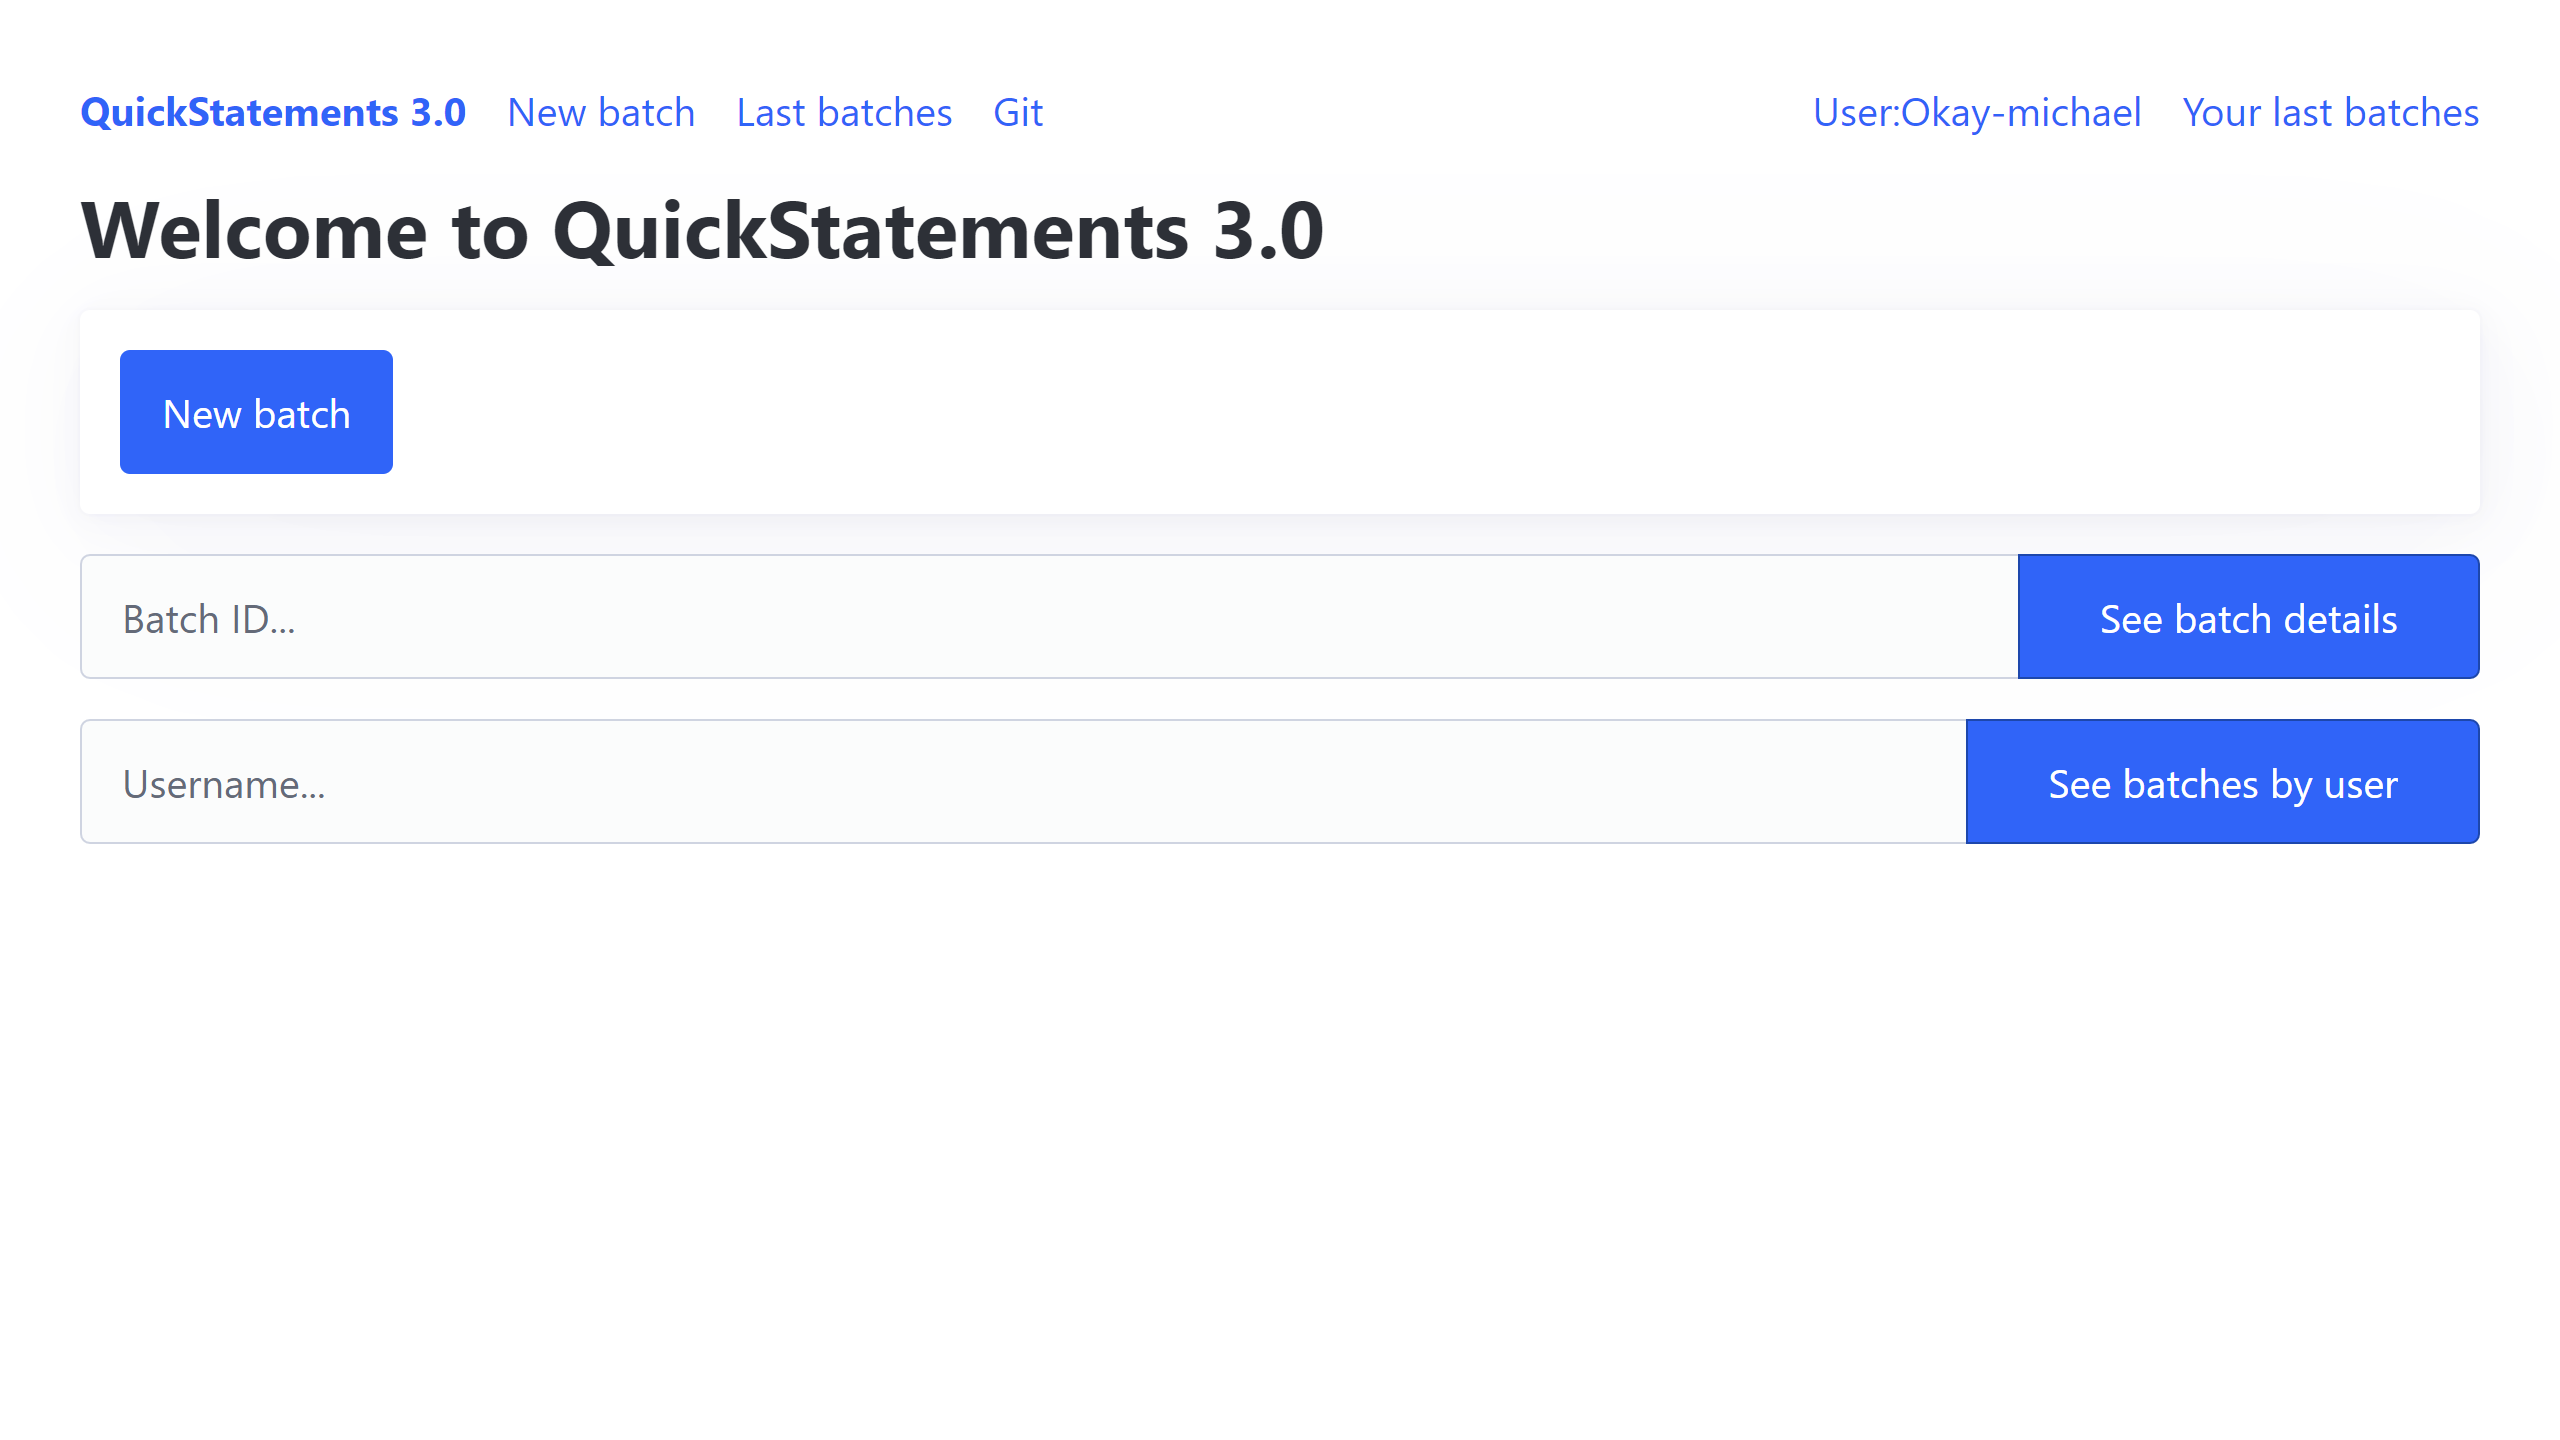 QuickStatements 3.0 New batch Last batches Git User:Okay-michael Your last batches
Welcome to QuickStatements 3.0
New batch
Batch ID... See batch details
Username... See batches by user